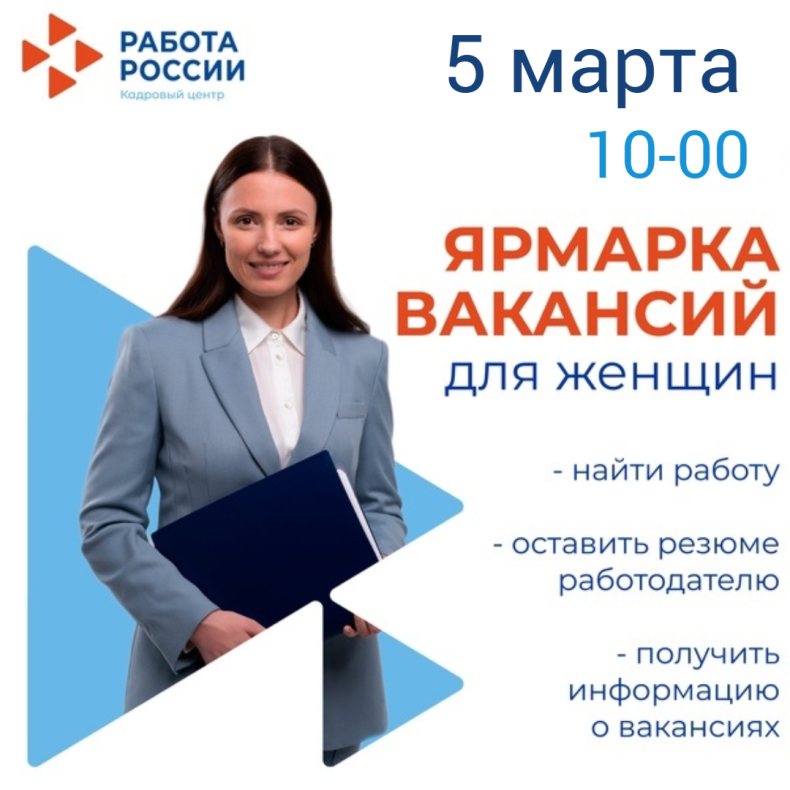 РАБОТА
РОССИИ
Кадровый центр
5 марта
10-00
ЯРМАРКА
ВАКАНСИЙ
для женщин
- найти работу
- оставить резюме
работодателю
- получить
информацию
о вакансиях